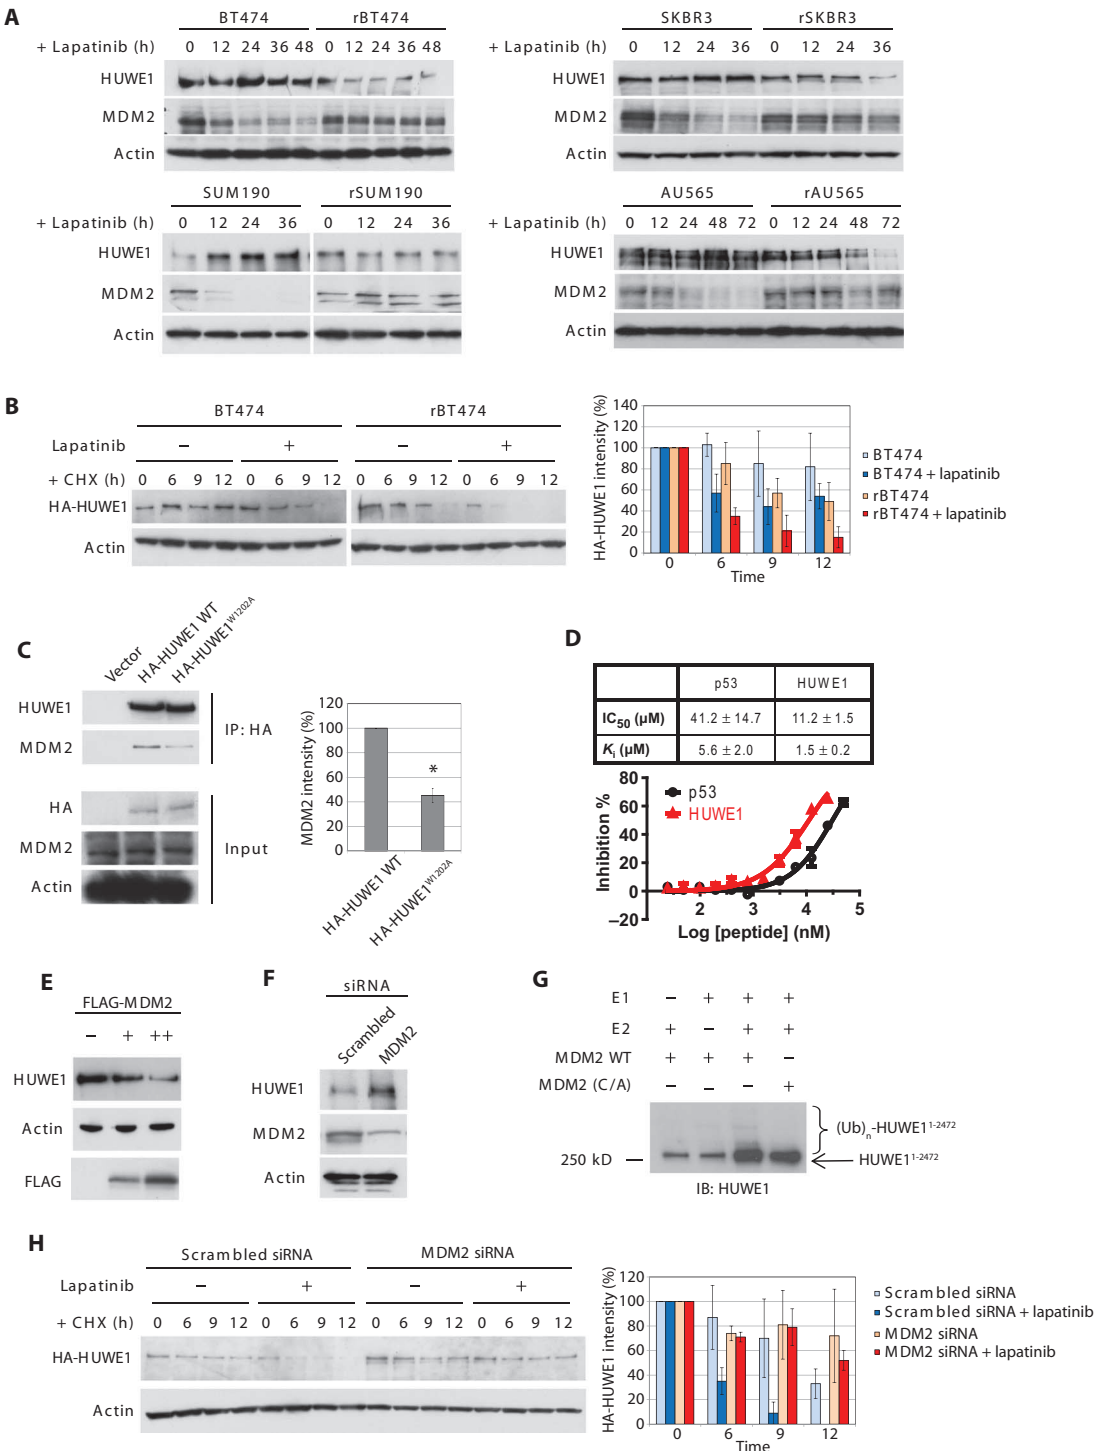 A
BT474 rBT474
+ Lapatinib (h) 0 12 24 36 48 0 12 24 36 48
HUWE1
MDM2
Actin
SKBR3 rSKBR3
+ Lapatinib (h) 0 12 24 36 0 12 24 36
HUWE1
MDM2
Actin
SUM190 rSUM190
+ Lapatinib (h) 0 12 24 36 0 12 24 36
HUWE1
MDM2
Actin
AU565 rAU565
+ Lapatinib (h) 0 12 24 48 72 0 12 24 48 72
HUWE1
MDM2
Actin
B
BT474 rBT474
Lapatinib − + − +
+ CHX (h) 0 6 9 12 0 6 9 12 0 6 9 12 0 6 9 12
HA-HUWE1
Actin
HA-HUWE1 intensity (%)
140
120
100
80
60
40
20
0
0 6 9 12
Time
BT474
BT474 + lapatinib
rBT474
rBT474 + lapatinib
C
Vector
HA-HUWE1 WT
HA-HUWE1W1202A
HUWE1
MDM2
IP: HA
HA
MDM2
Actin
Input
MDM2 intensity (%)
120
100
80
60
40
20
0
*
HA-HUWE1 WT
HA-HUWE1W1202A
D
p53 HUWE1
IC50 (µM) 41.2 ± 14.7 11.2 ± 1.5
Ki (µM) 5.6 ± 2.0 1.5 ± 0.2
Inhibition %
80
60
40
20
0
−20
p53
HUWE1
2 3 4 5
Log [peptide] (nM)
E
FLAG-MDM2
− + ++
HUWE1
Actin
FLAG
F
siRNA
Scrambled
MDM2
HUWE1
MDM2
Actin
G
E1 − + + +
E2 + − + +
MDM2 WT + + + −
MDM2 (C/A) − − − +
250 kD
(Ub)n-HUWE11-2472
HUWE11-2472
IB: HUWE1
H
Scrambled siRNA MDM2 siRNA
Lapatinib − + − +
+ CHX (h) 0 6 9 12 0 6 9 12 0 6 9 12 0 6 9 12
HA-HUWE1
Actin
HA-HUWE1 intensity (%)
120
100
80
60
40
20
0
0 6 9 12
Time
Scrambled siRNA
Scrambled siRNA + lapatinib
MDM2 siRNA
MDM2 siRNA + lapatinib